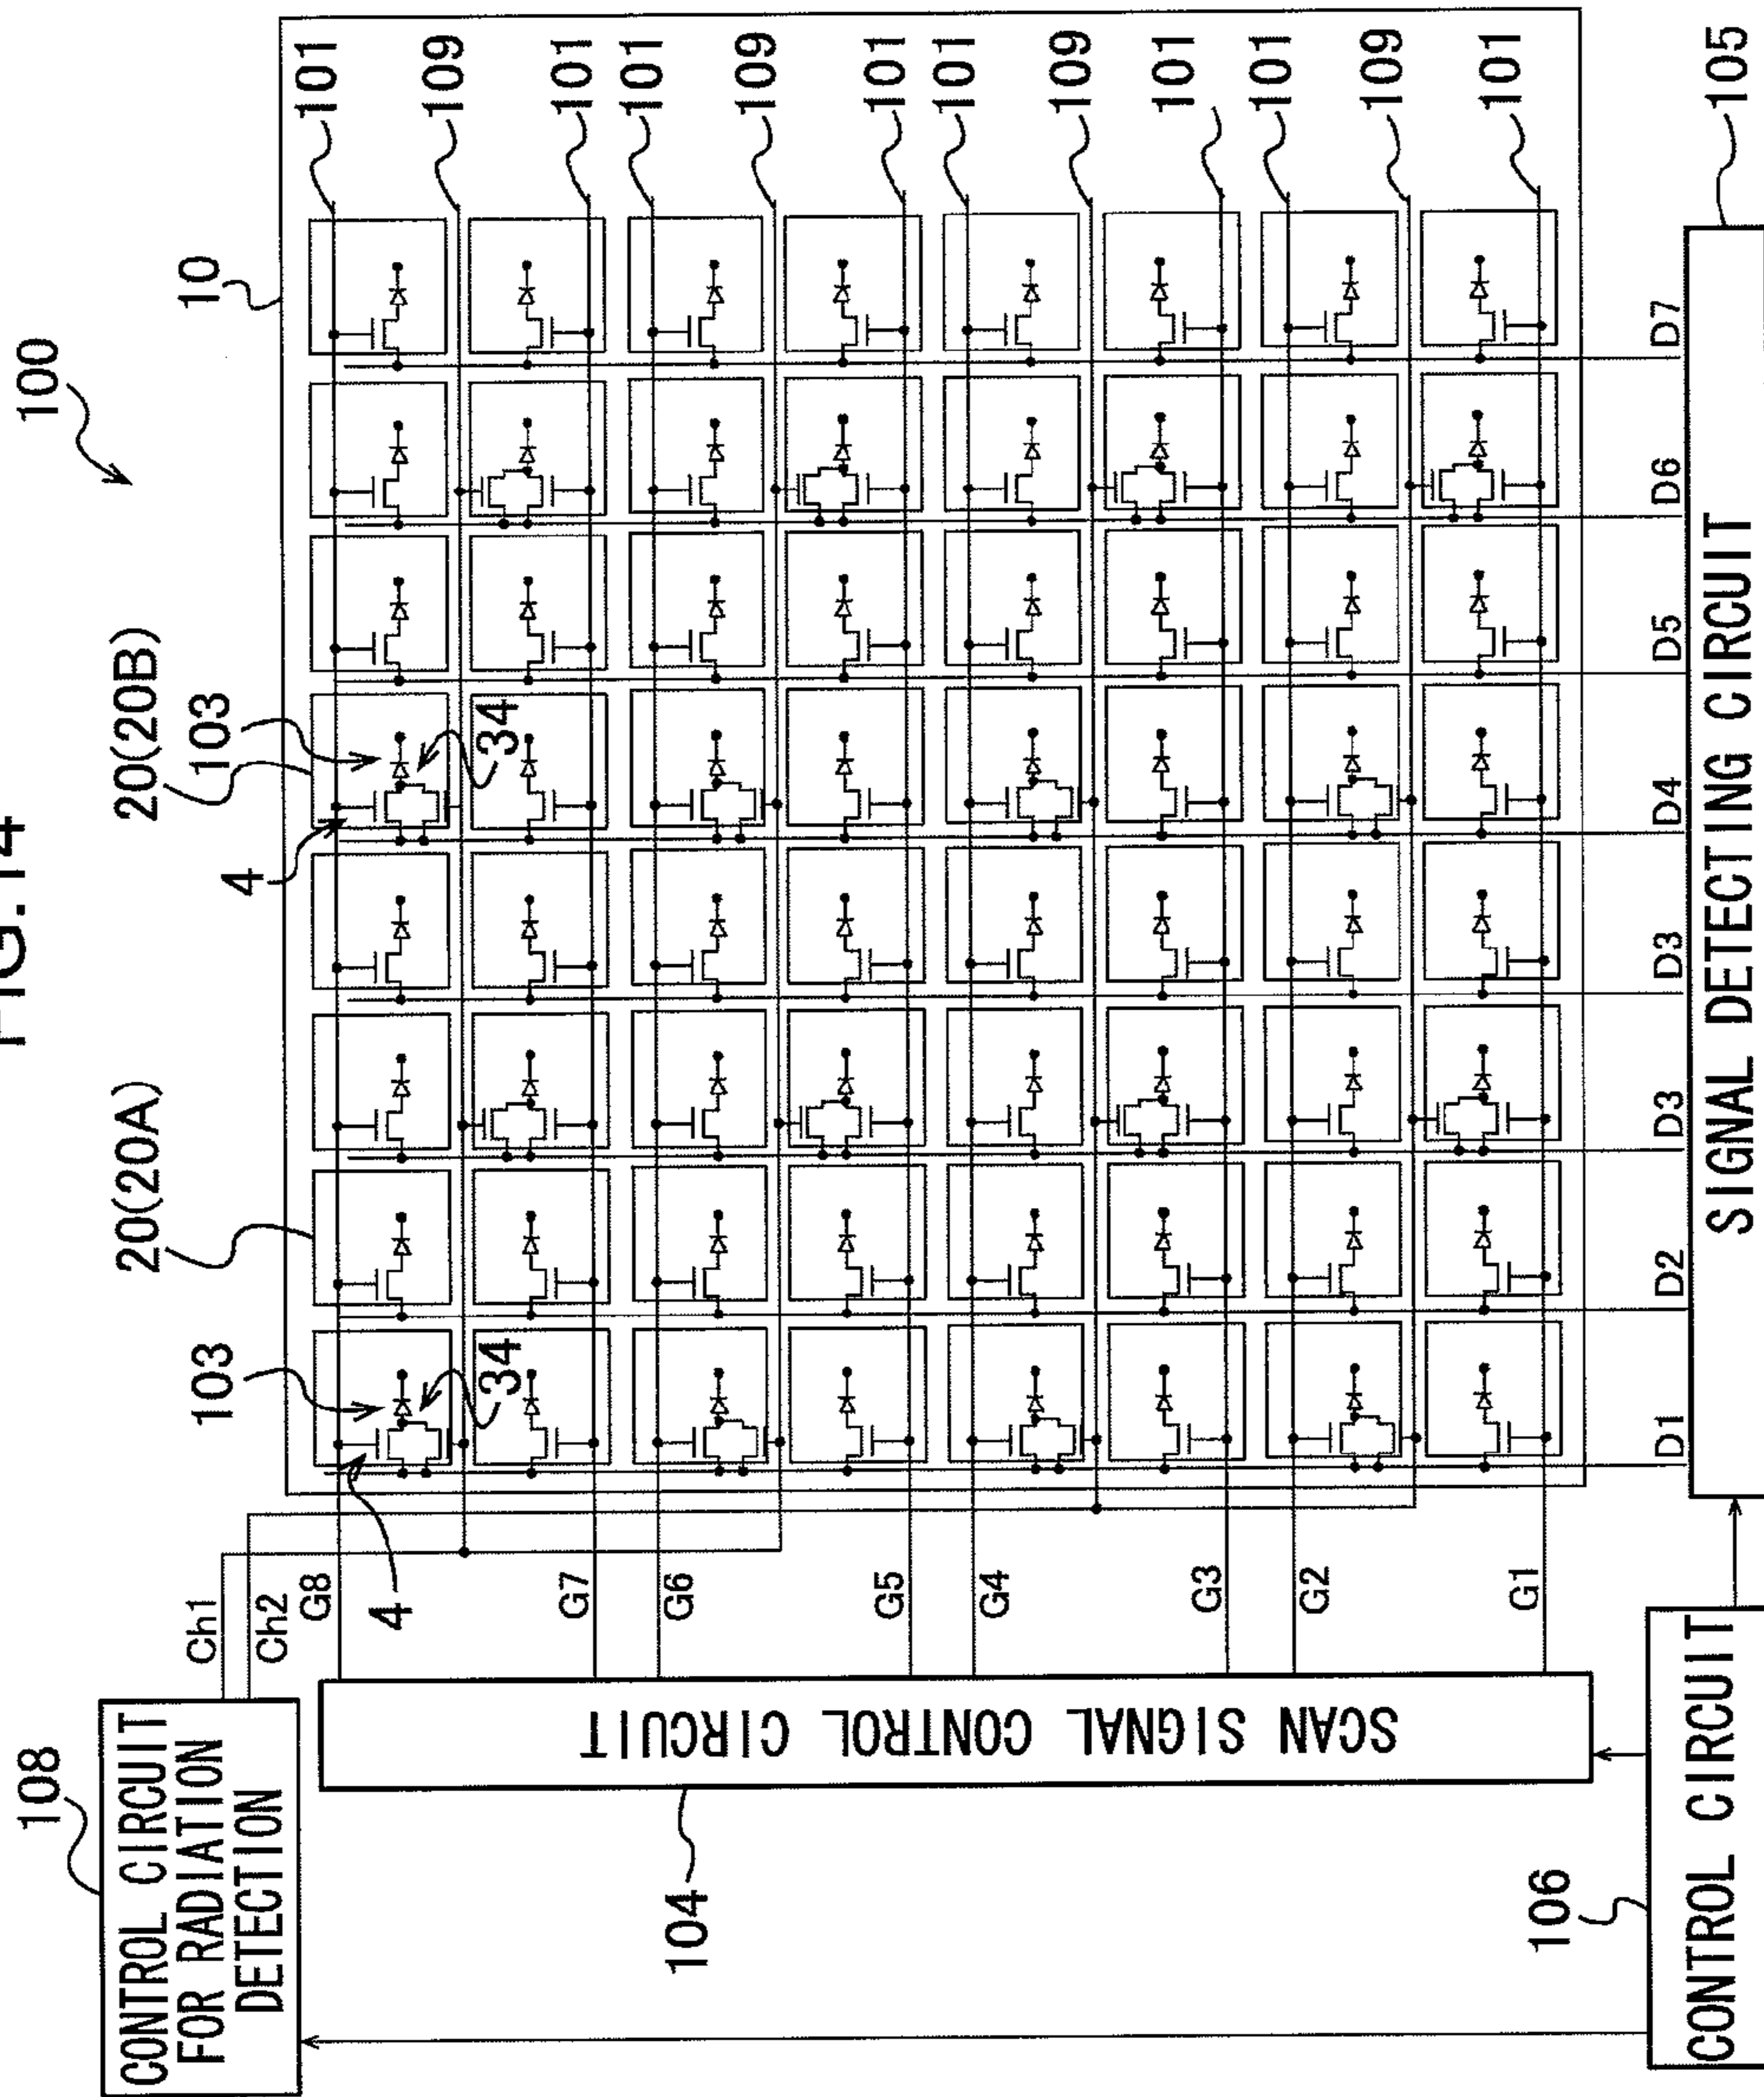 FIG.14
100
108
CONTROL CIRCUIT
FOR RADIATION
DETECTION
Ch1
Ch2
103
20(20A)
20(20B)
103
10
4
34
4
34
101
109
101
101
109
101
101
109
101
101
109
101
G8
G7
G6
G5
G4
G3
G2
G1
SCAN SIGNAL CONTROL CIRCUIT
104
106
CONTROL CIRCUIT
D1
D2
D3
D3
D4
D5
D6
D7
SIGNAL DETECTING CIRCUIT
105